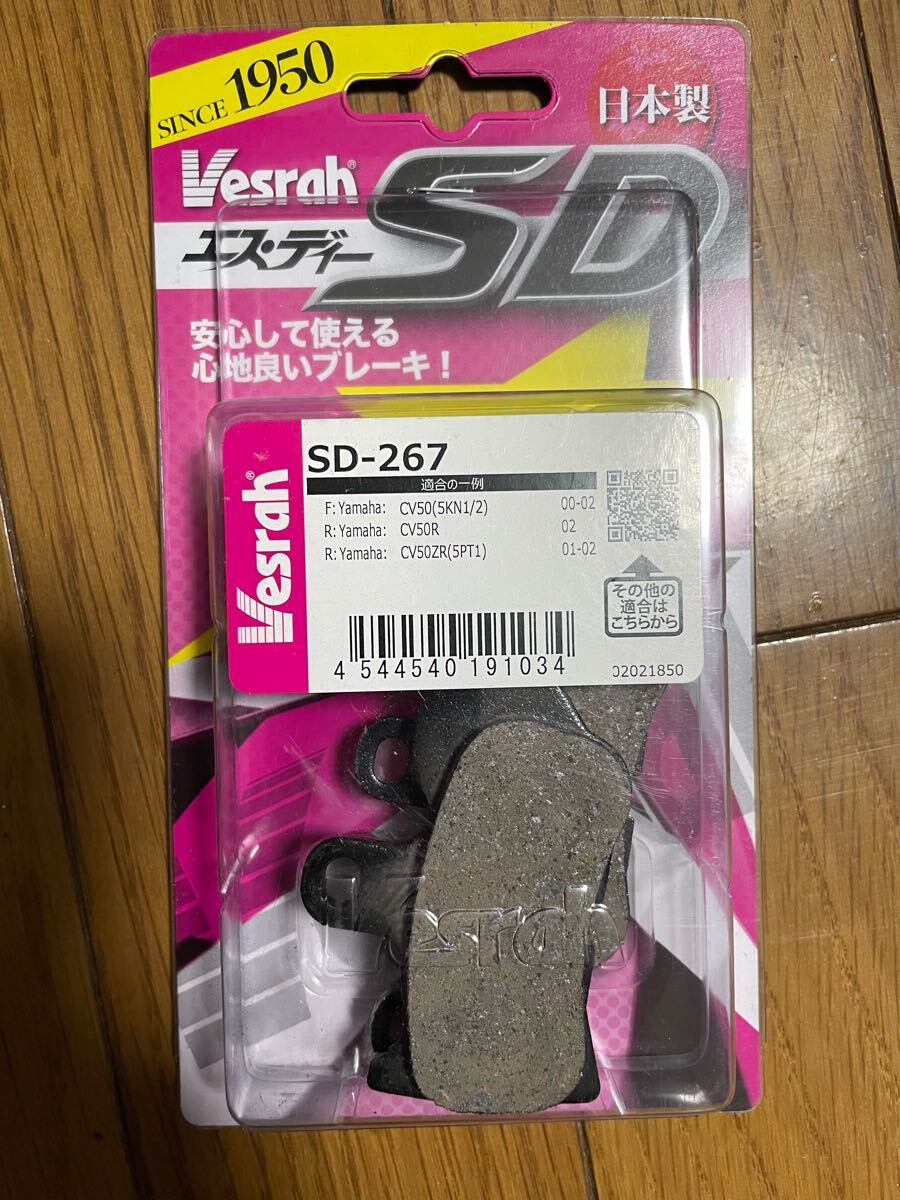 SINCE 1950
日本製
Vesrah®
SD
エス・ディー
安心して使える
心地良いブレーキ！
Vesrah®
SD-267
適合の一例
F: Yamaha: CV50(5KN1/2) 00-02
R: Yamaha: CV50R 02
R: Yamaha: CV50ZR(5PT1) 01-02
その他の
適合は
こちらから
4 544540 191034
02021850
Vesrah